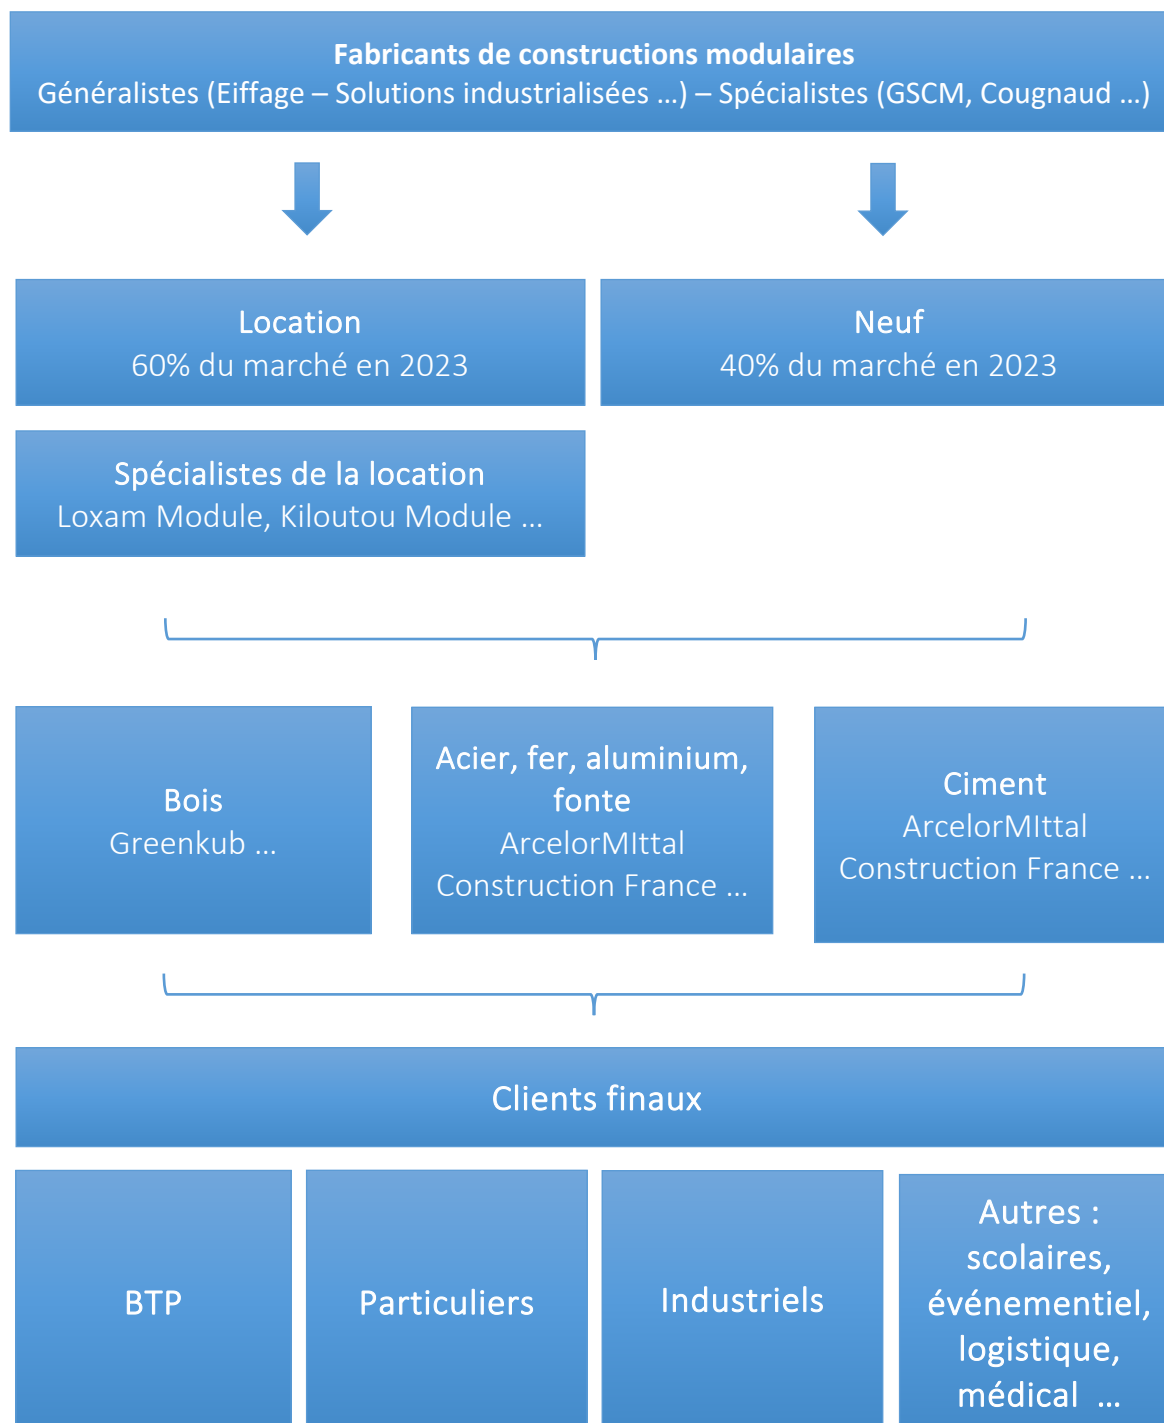 Fabricants de constructions modulaires
Généralistes (Eiffage – Solutions industrialisées …) – Spécialistes (GSCM, Cougnaud …)
Location
60% du marché en 2023
Neuf
40% du marché en 2023
Spécialistes de la location
Loxam Module, Kiloutou Module …
Bois
Greenkub …
Acier, fer, aluminium,
fonte
ArcelorMIttal
Construction France …
Ciment
ArcelorMIttal
Construction France …
Clients finaux
BTP
Particuliers
Industriels
Autres :
scolaires,
événementiel,
logistique,
médical …